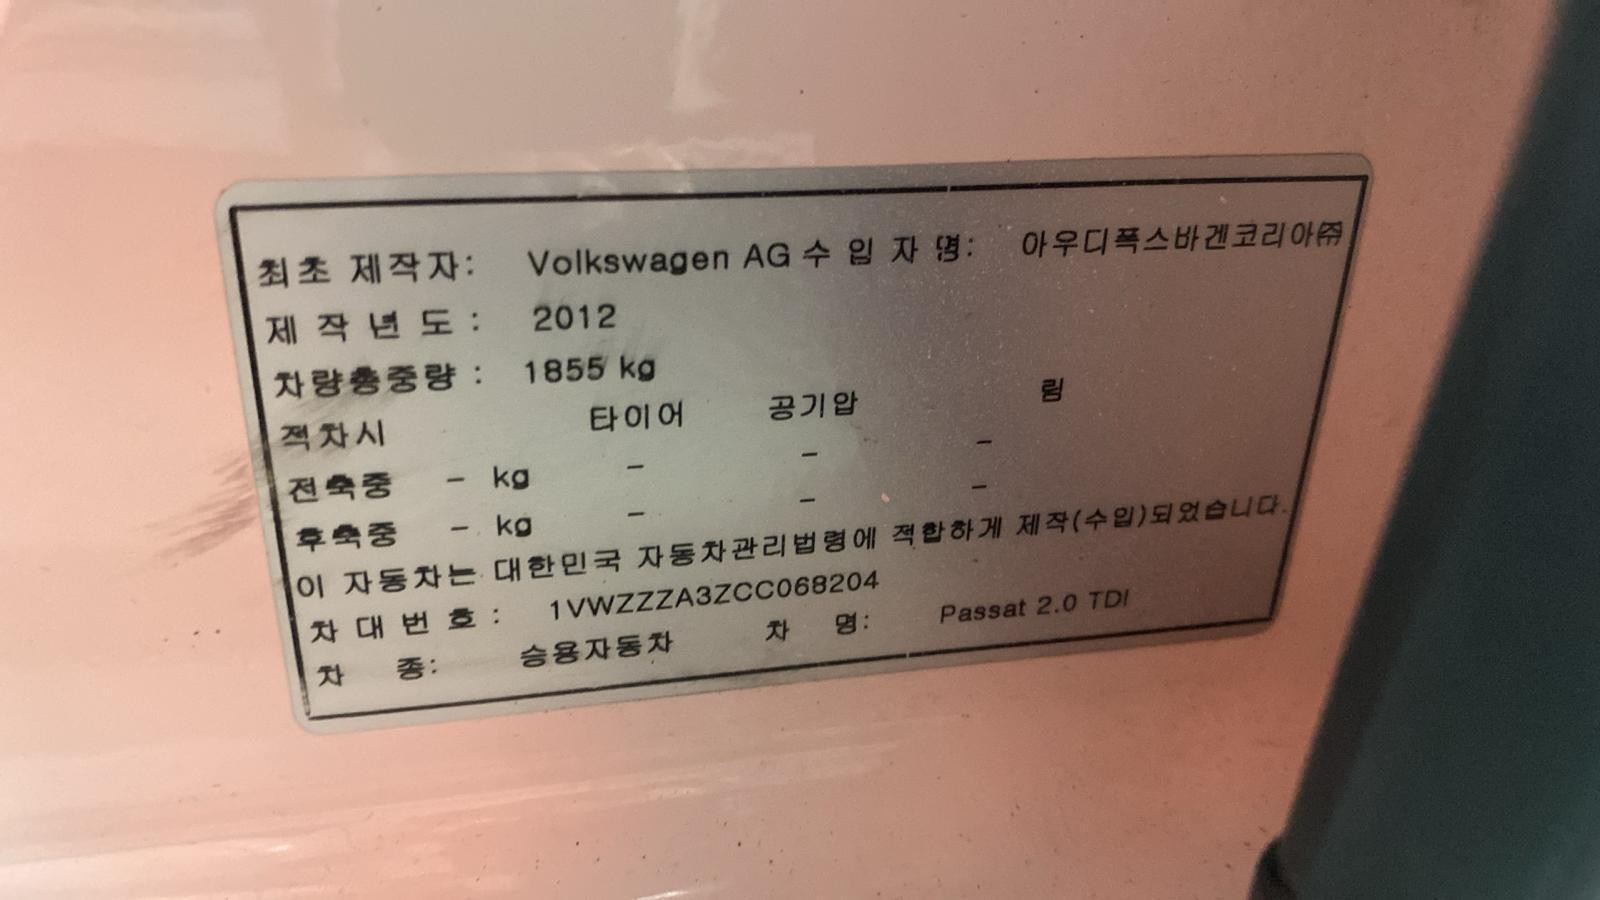 최초 제작자: Volkswagen AG 수 입 자 명: 아우디폭스바겐코리아㈜
제 작 년 도 : 2012
차량총중량 : 1855 kg
적차시 타이어 공기압 림
전축중 - kg - - -
후축중 - kg - - -
이 자동차는 대한민국 자동차관리법령에 적합하게 제작(수입)되었습니다.
차 대 번 호 : 1VWZZZA3ZCC068204
차 종: 승용자동차 차 명: Passat 2.0 TDI